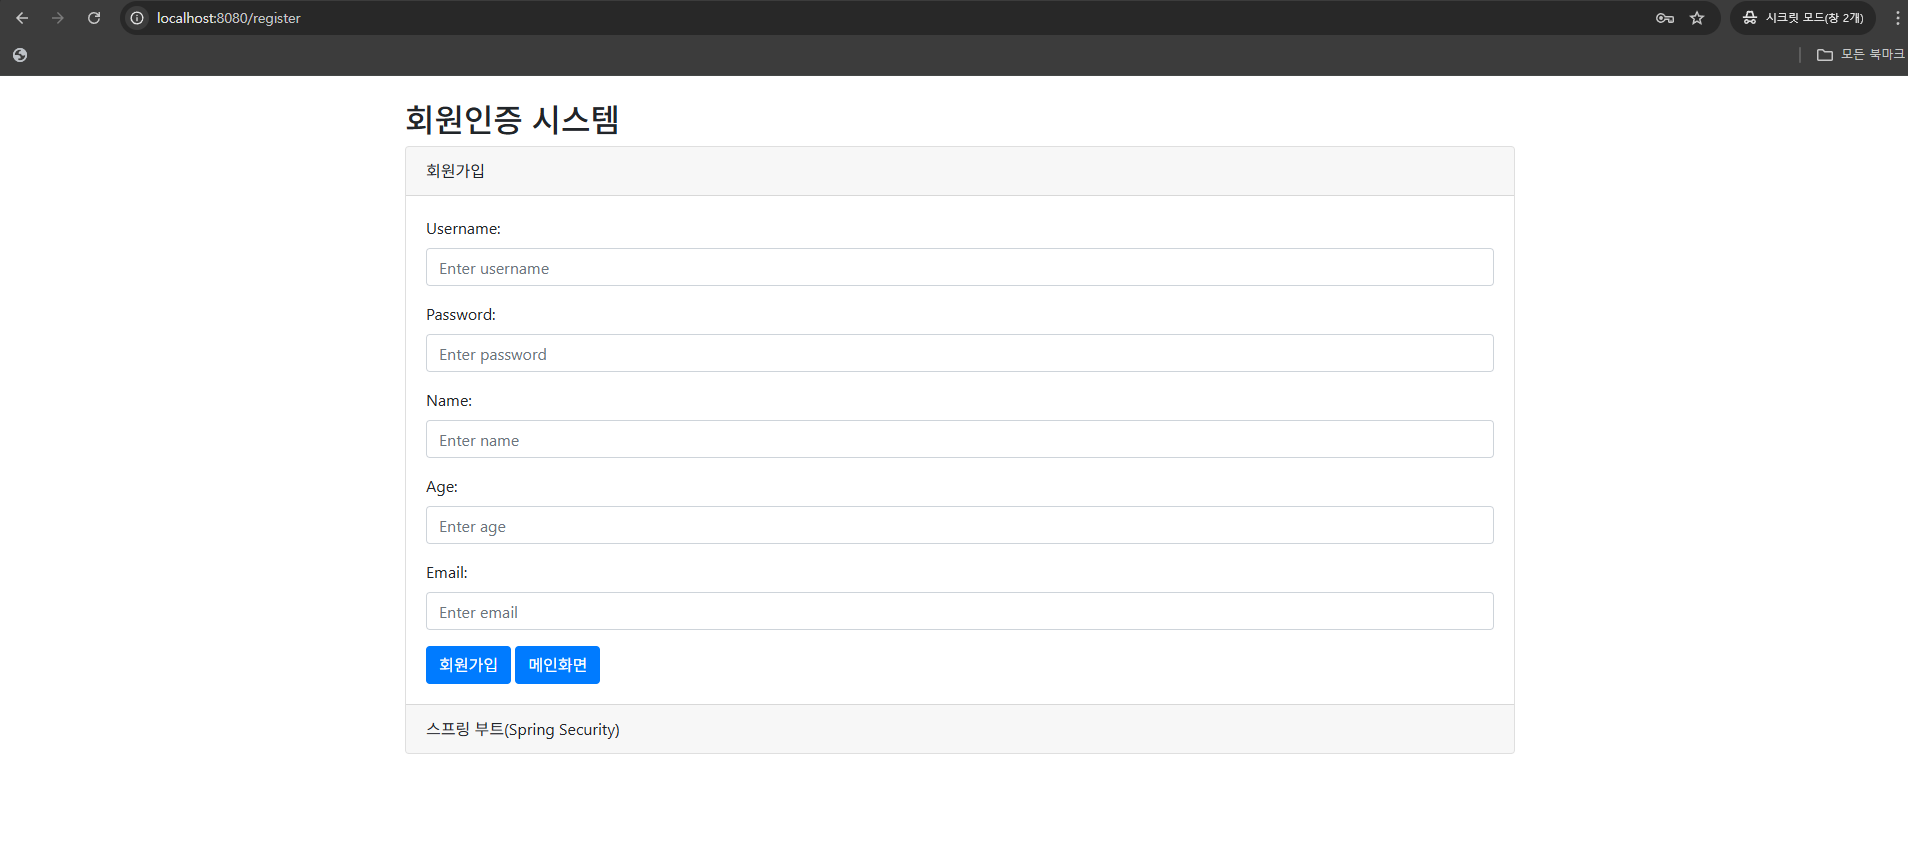 localhost:8080/register
시크릿 모드(창 2개)
모든 북마크
회원인증 시스템
회원가입
Username:
Enter username
Password:
Enter password
Name:
Enter name
Age:
Enter age
Email:
Enter email
회원가입 메인화면
스프링 부트(Spring Security)